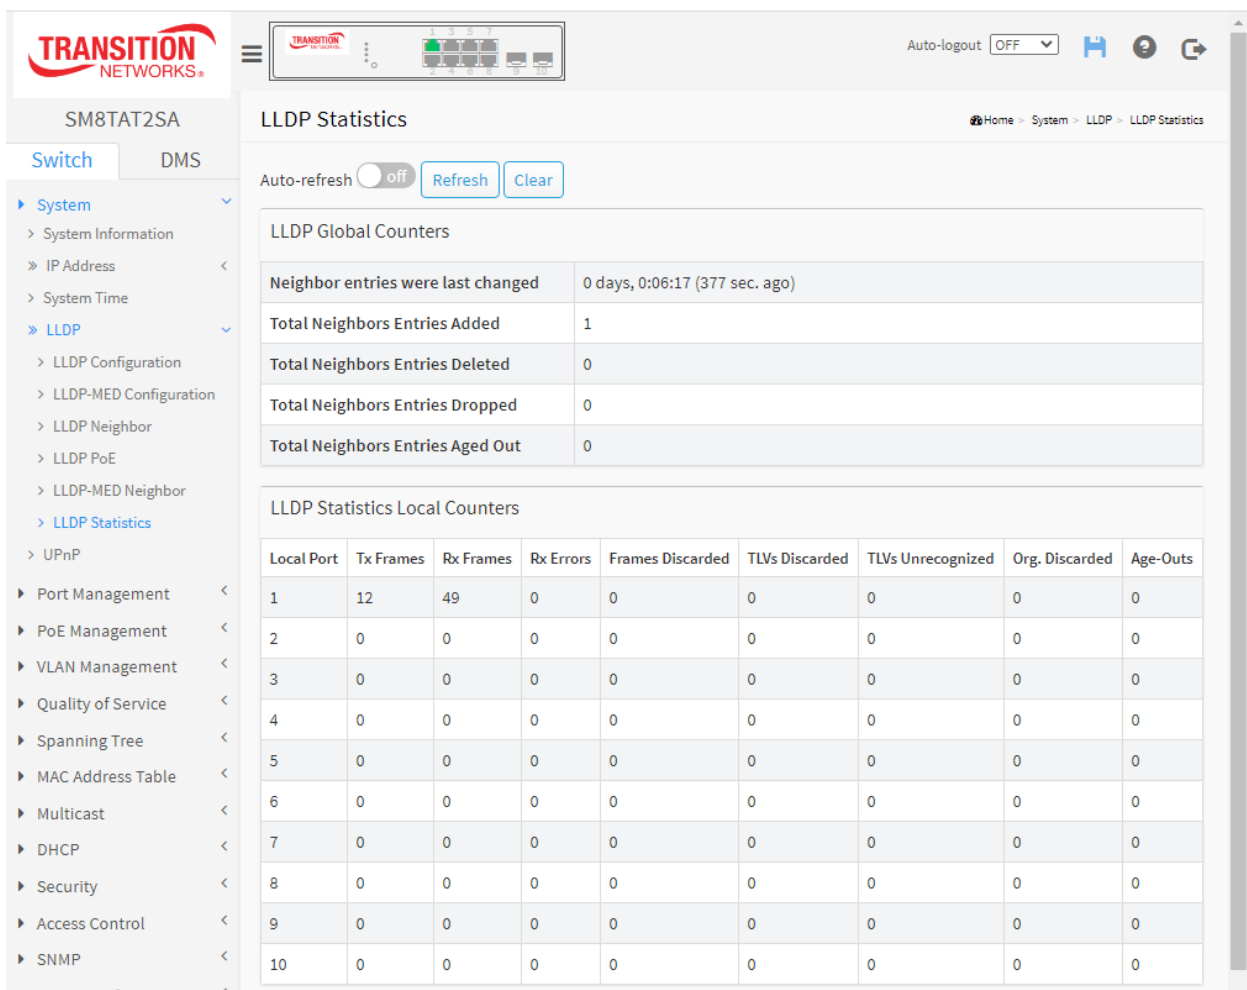 TRANSITION
NETWORKS®
TRANSITION
1 3 5 7
2 4 6 8 9 10
Auto-logout OFF
SM8TAT2SA
LLDP Statistics
Home > System > LLDP > LLDP Statistics
Switch DMS
Auto-refresh off Refresh Clear
System
System Information
IP Address
System Time
LLDP
LLDP Configuration
LLDP-MED Configuration
LLDP Neighbor
LLDP PoE
LLDP-MED Neighbor
LLDP Statistics
UPnP
Port Management
PoE Management
VLAN Management
Quality of Service
Spanning Tree
MAC Address Table
Multicast
DHCP
Security
Access Control
SNMP
LLDP Global Counters
Neighbor entries were last changed 0 days, 0:06:17 (377 sec. ago)
Total Neighbors Entries Added 1
Total Neighbors Entries Deleted 0
Total Neighbors Entries Dropped 0
Total Neighbors Entries Aged Out 0
LLDP Statistics Local Counters
Local Port Tx Frames Rx Frames Rx Errors Frames Discarded TLVs Discarded TLVs Unrecognized Org. Discarded Age-Outs
1 12 49 0 0 0 0 0 0
2 0 0 0 0 0 0 0 0
3 0 0 0 0 0 0 0 0
4 0 0 0 0 0 0 0 0
5 0 0 0 0 0 0 0 0
6 0 0 0 0 0 0 0 0
7 0 0 0 0 0 0 0 0
8 0 0 0 0 0 0 0 0
9 0 0 0 0 0 0 0 0
10 0 0 0 0 0 0 0 0